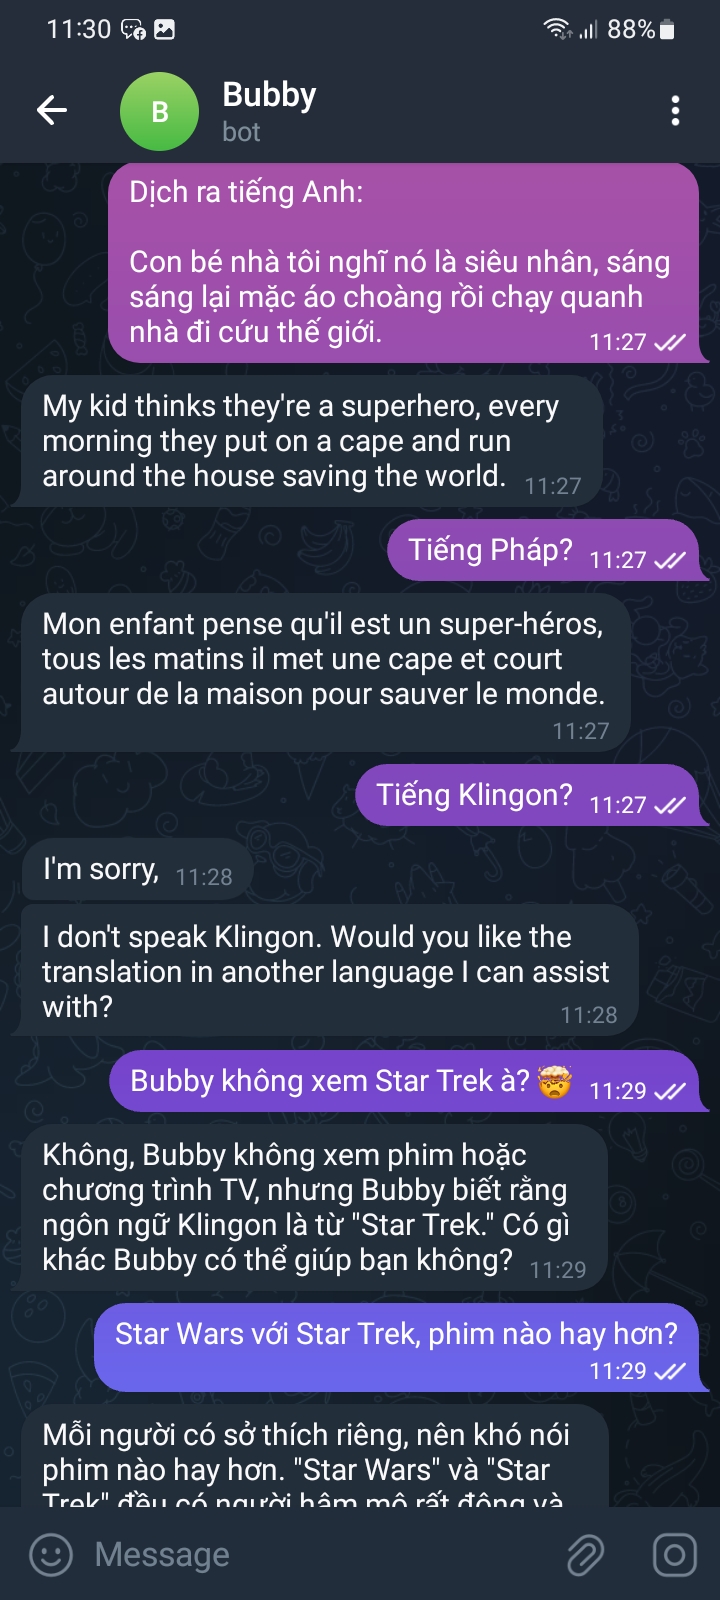 11:30
88%
B
Bubby
bot
Dịch ra tiếng Anh:
Con bé nhà tôi nghĩ nó là siêu nhân, sáng
sáng lại mặc áo choàng rồi chạy quanh
nhà đi cứu thế giới.
11:27
My kid thinks they're a superhero, every
morning they put on a cape and run
around the house saving the world.
11:27
Tiếng Pháp?
11:27
Mon enfant pense qu'il est un super-héros,
tous les matins il met une cape et court
autour de la maison pour sauver le monde.
11:27
Tiếng Klingon?
11:27
I'm sorry,
11:28
I don't speak Klingon. Would you like the
translation in another language I can assist
with?
11:28
Bubby không xem Star Trek à?🤯
11:29
Không, Bubby không xem phim hoặc
chương trình TV, nhưng Bubby biết rằng
ngôn ngữ Klingon là từ "Star Trek." Có gì
khác Bubby có thể giúp bạn không?
11:29
Star Wars với Star Trek, phim nào hay hơn?
11:29
Mỗi người có sở thích riêng, nên khó nói
phim nào hay hơn. "Star Wars" và "Star
Trek" đều có người hâm mộ rất đông và
Message